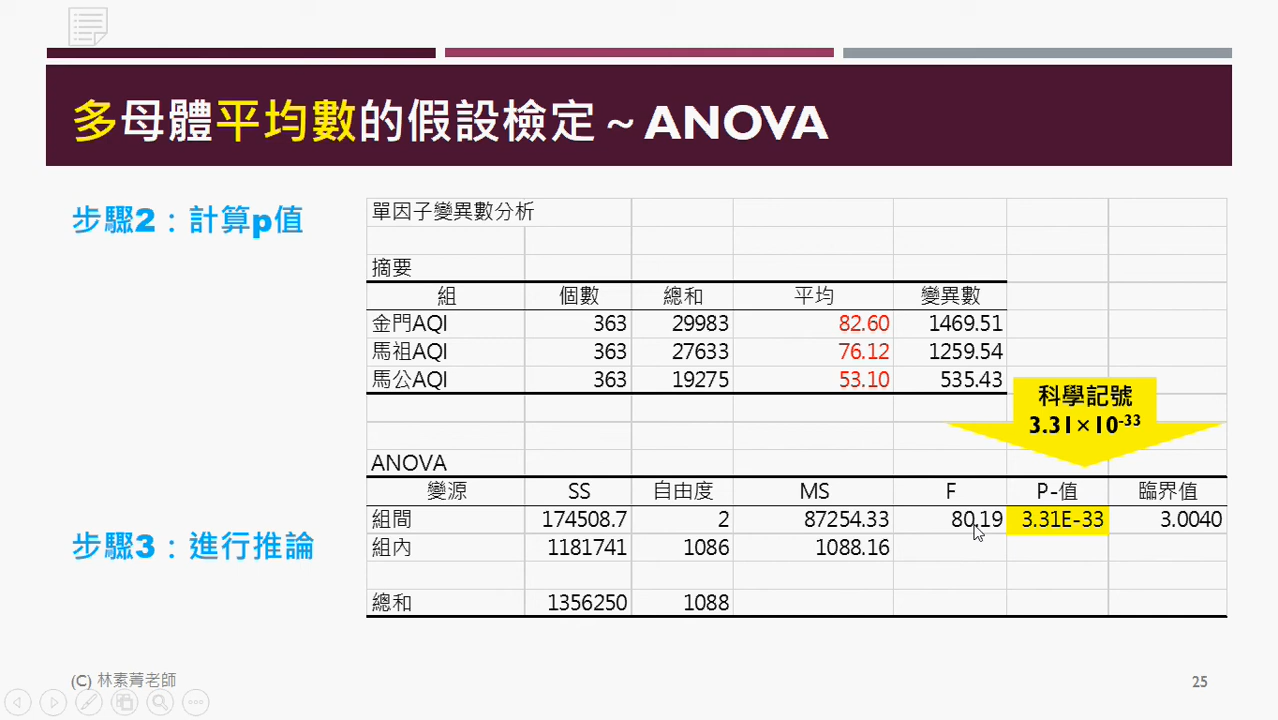 多母體平均數的假設檢定~ANOVA
步驟2：計算p值
單因子變異數分析
摘要
組 個數 總和 平均 變異數
金門AQI 363 29983 82.60 1469.51
馬祖AQI 363 27633 76.12 1259.54
馬公AQI 363 19275 53.10 535.43
科學記號
3.31×10⁻³³
ANOVA
變源 SS 自由度 MS F P-值 臨界值
組間 174508.7 2 87254.33 80.19 3.31E-33 3.0040
步驟3：進行推論
組內 1181741 1086 1088.16
總和 1356250 1088
(C) 林素菁老師
25